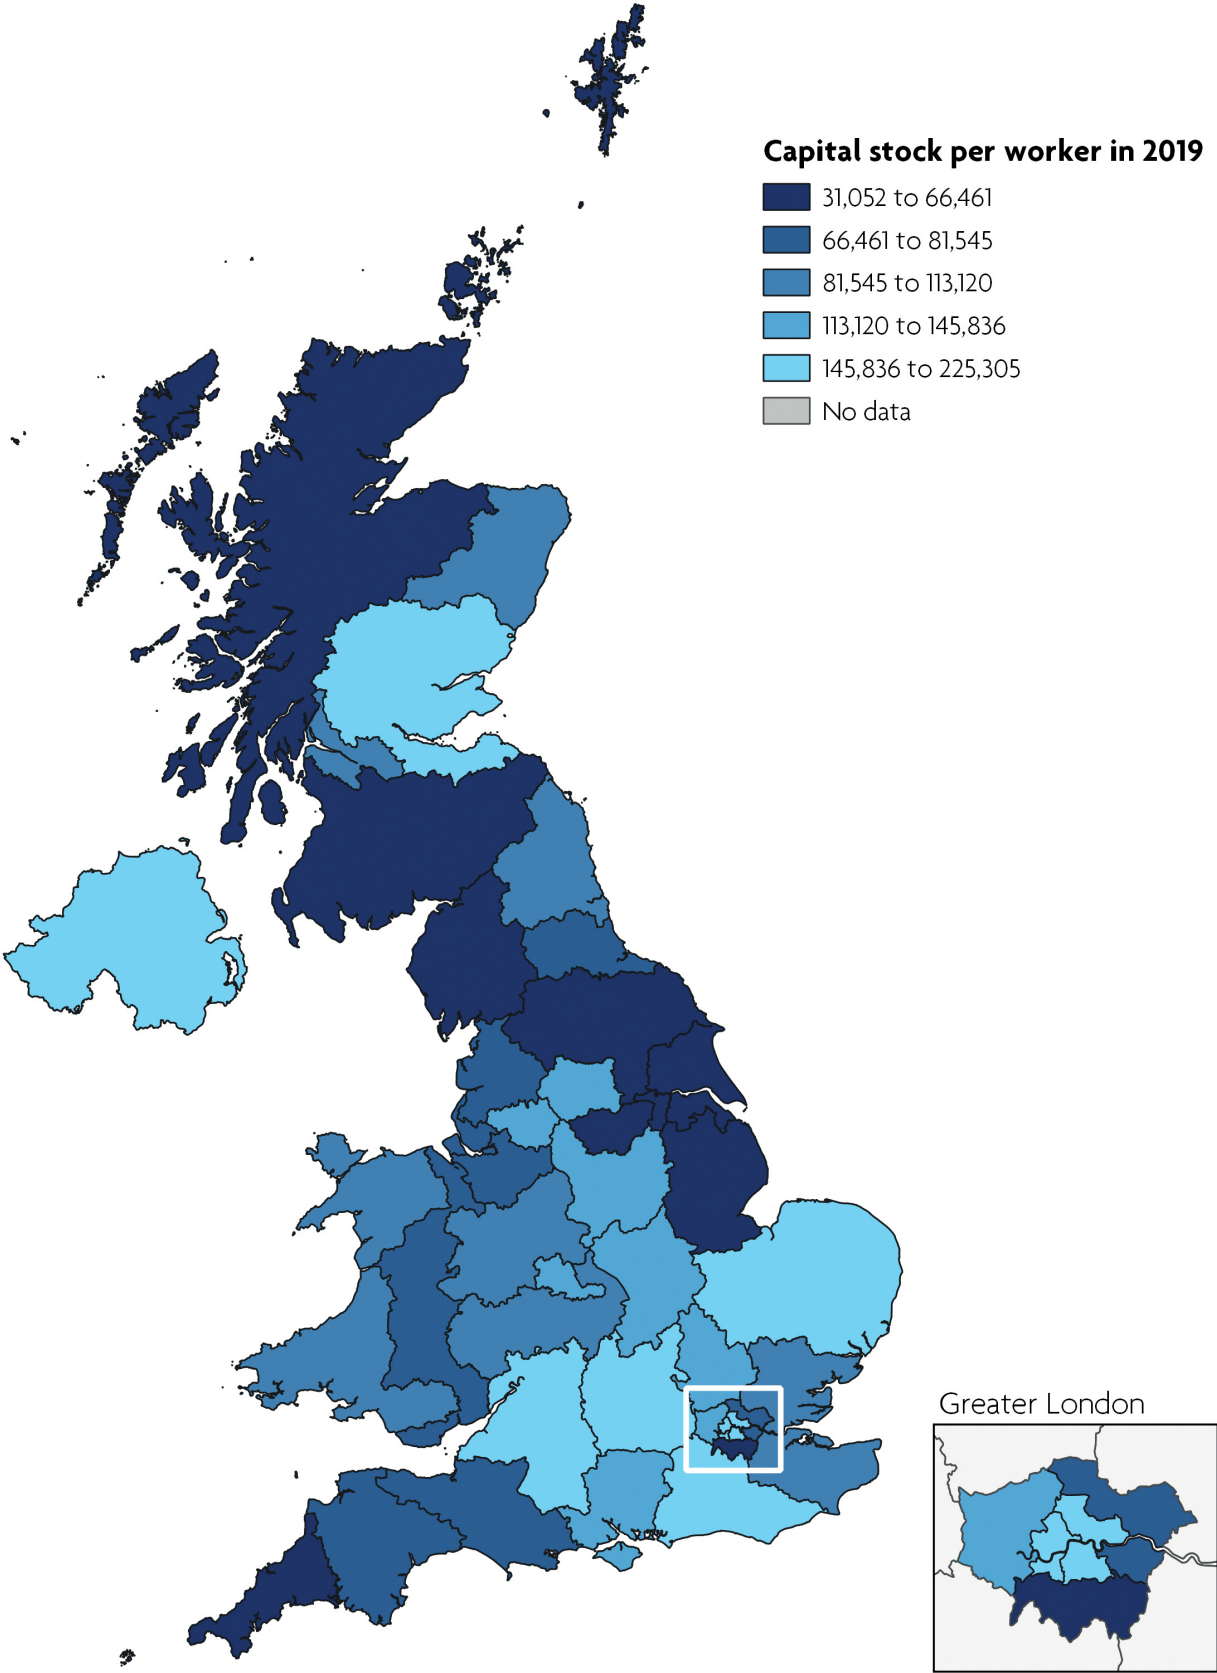 Capital stock per worker in 2019
31,052 to 66,461
66,461 to 81,545
81,545 to 113,120
113,120 to 145,836
145,836 to 225,305
No data
Greater London